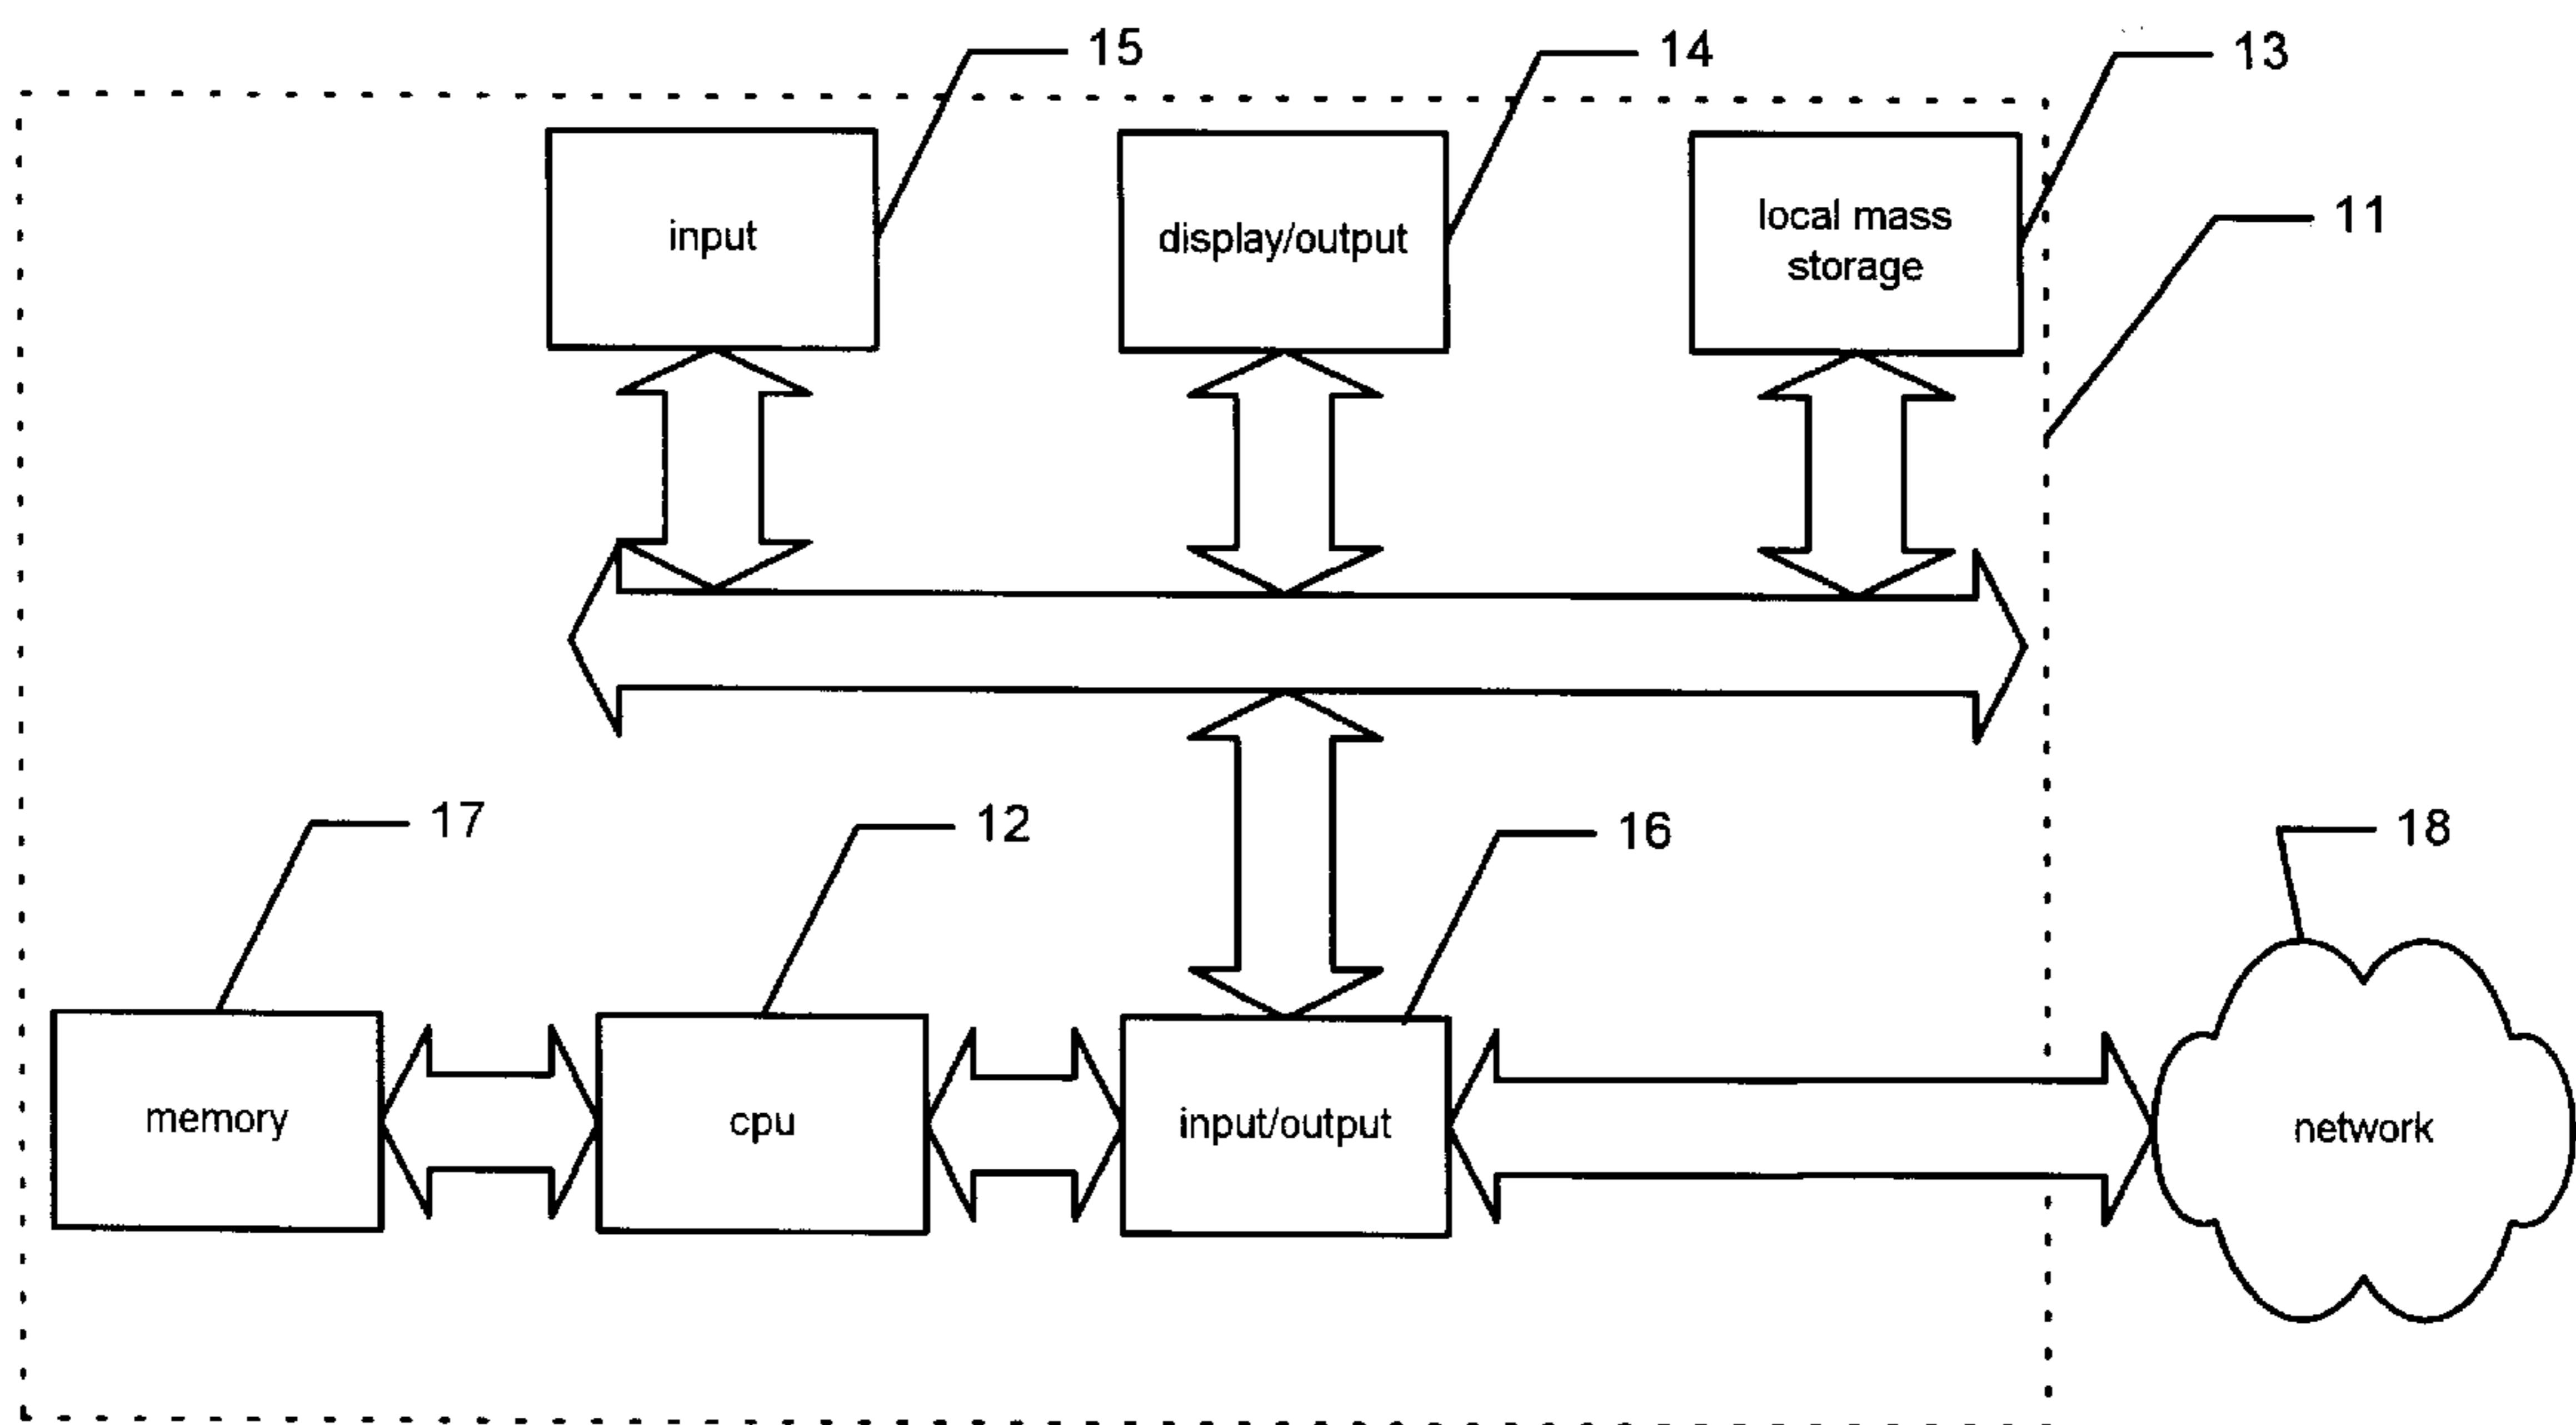 15
14
13
input
display/output
local mass
storage
11
17
12
16
18
memory
cpu
input/output
network